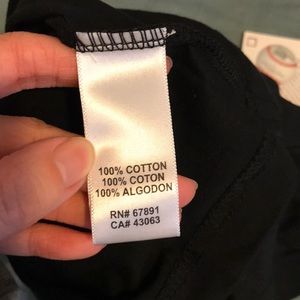 100% COTTON
100% COTON
100% ALGODON
RN# 67891
CA# 43063